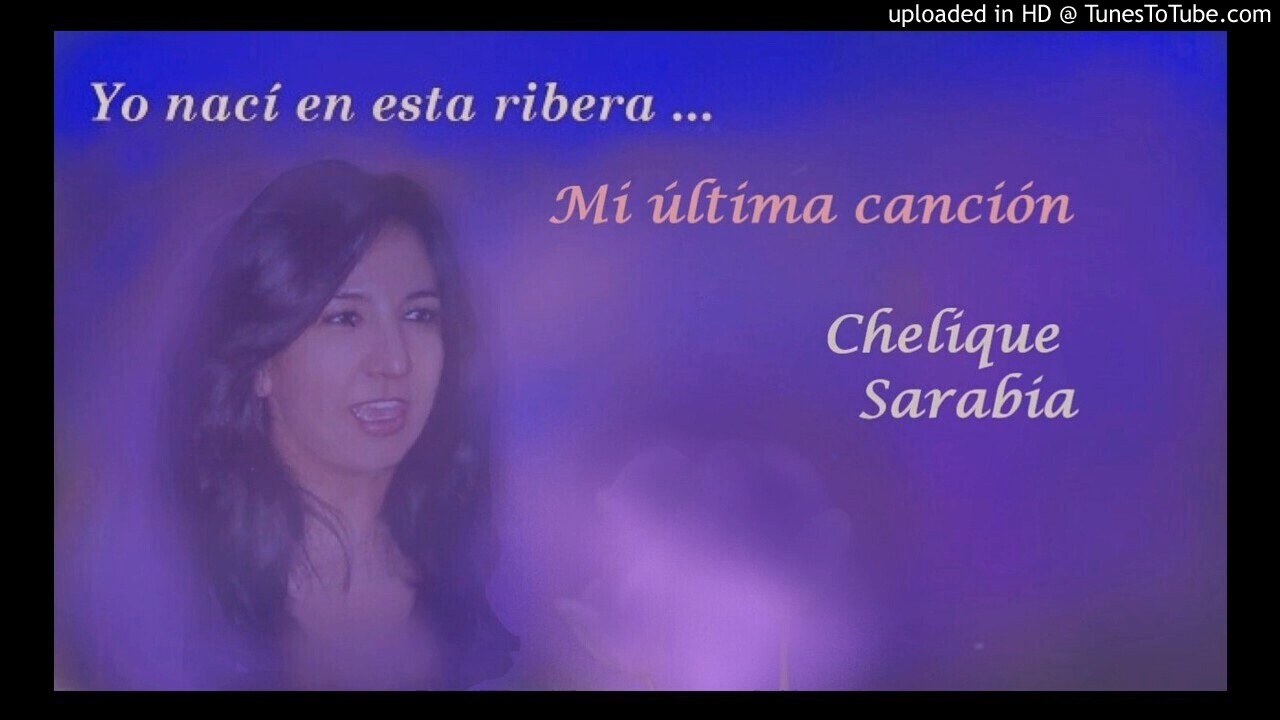 uploaded in HD @ TunesToTube.com
Yo nací en esta ribera ...
Mi última canción
Chelique
Sarabia